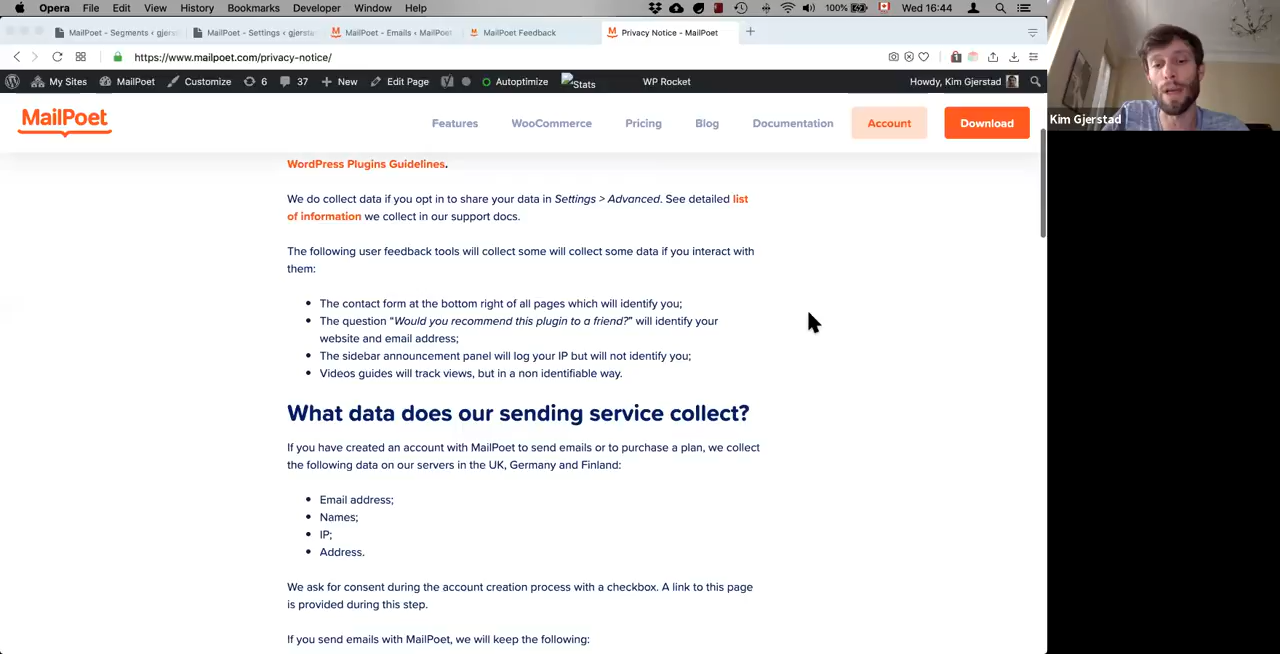 Opera File Edit View History Bookmarks Developer Window Help 100% Wed 16:44
MailPoet - Segments ‹ gjerst MailPoet - Settings ‹ gjersta MailPoet - Emails ‹ MailPoet MailPoet Feedback Privacy Notice - MailPoet
https://www.mailpoet.com/privacy-notice/
My Sites MailPoet Customize 6 37 New Edit Page Autoptimize Stats WP Rocket Howdy, Kim Gjerstad
MailPoet Features WooCommerce Pricing Blog Documentation Account Download
Kim Gjerstad
WordPress Plugins Guidelines.
We do collect data if you opt in to share your data in Settings > Advanced. See detailed list
of information we collect in our support docs.
The following user feedback tools will collect some will collect some data if you interact with
them:
• The contact form at the bottom right of all pages which will identify you;
• The question “Would you recommend this plugin to a friend?” will identify your
website and email address;
• The sidebar announcement panel will log your IP but will not identify you;
• Videos guides will track views, but in a non identifiable way.
What data does our sending service collect?
If you have created an account with MailPoet to send emails or to purchase a plan, we collect
the following data on our servers in the UK, Germany and Finland:
• Email address;
• Names;
• IP;
• Address.
We ask for consent during the account creation process with a checkbox. A link to this page
is provided during this step.
If you send emails with MailPoet, we will keep the following: